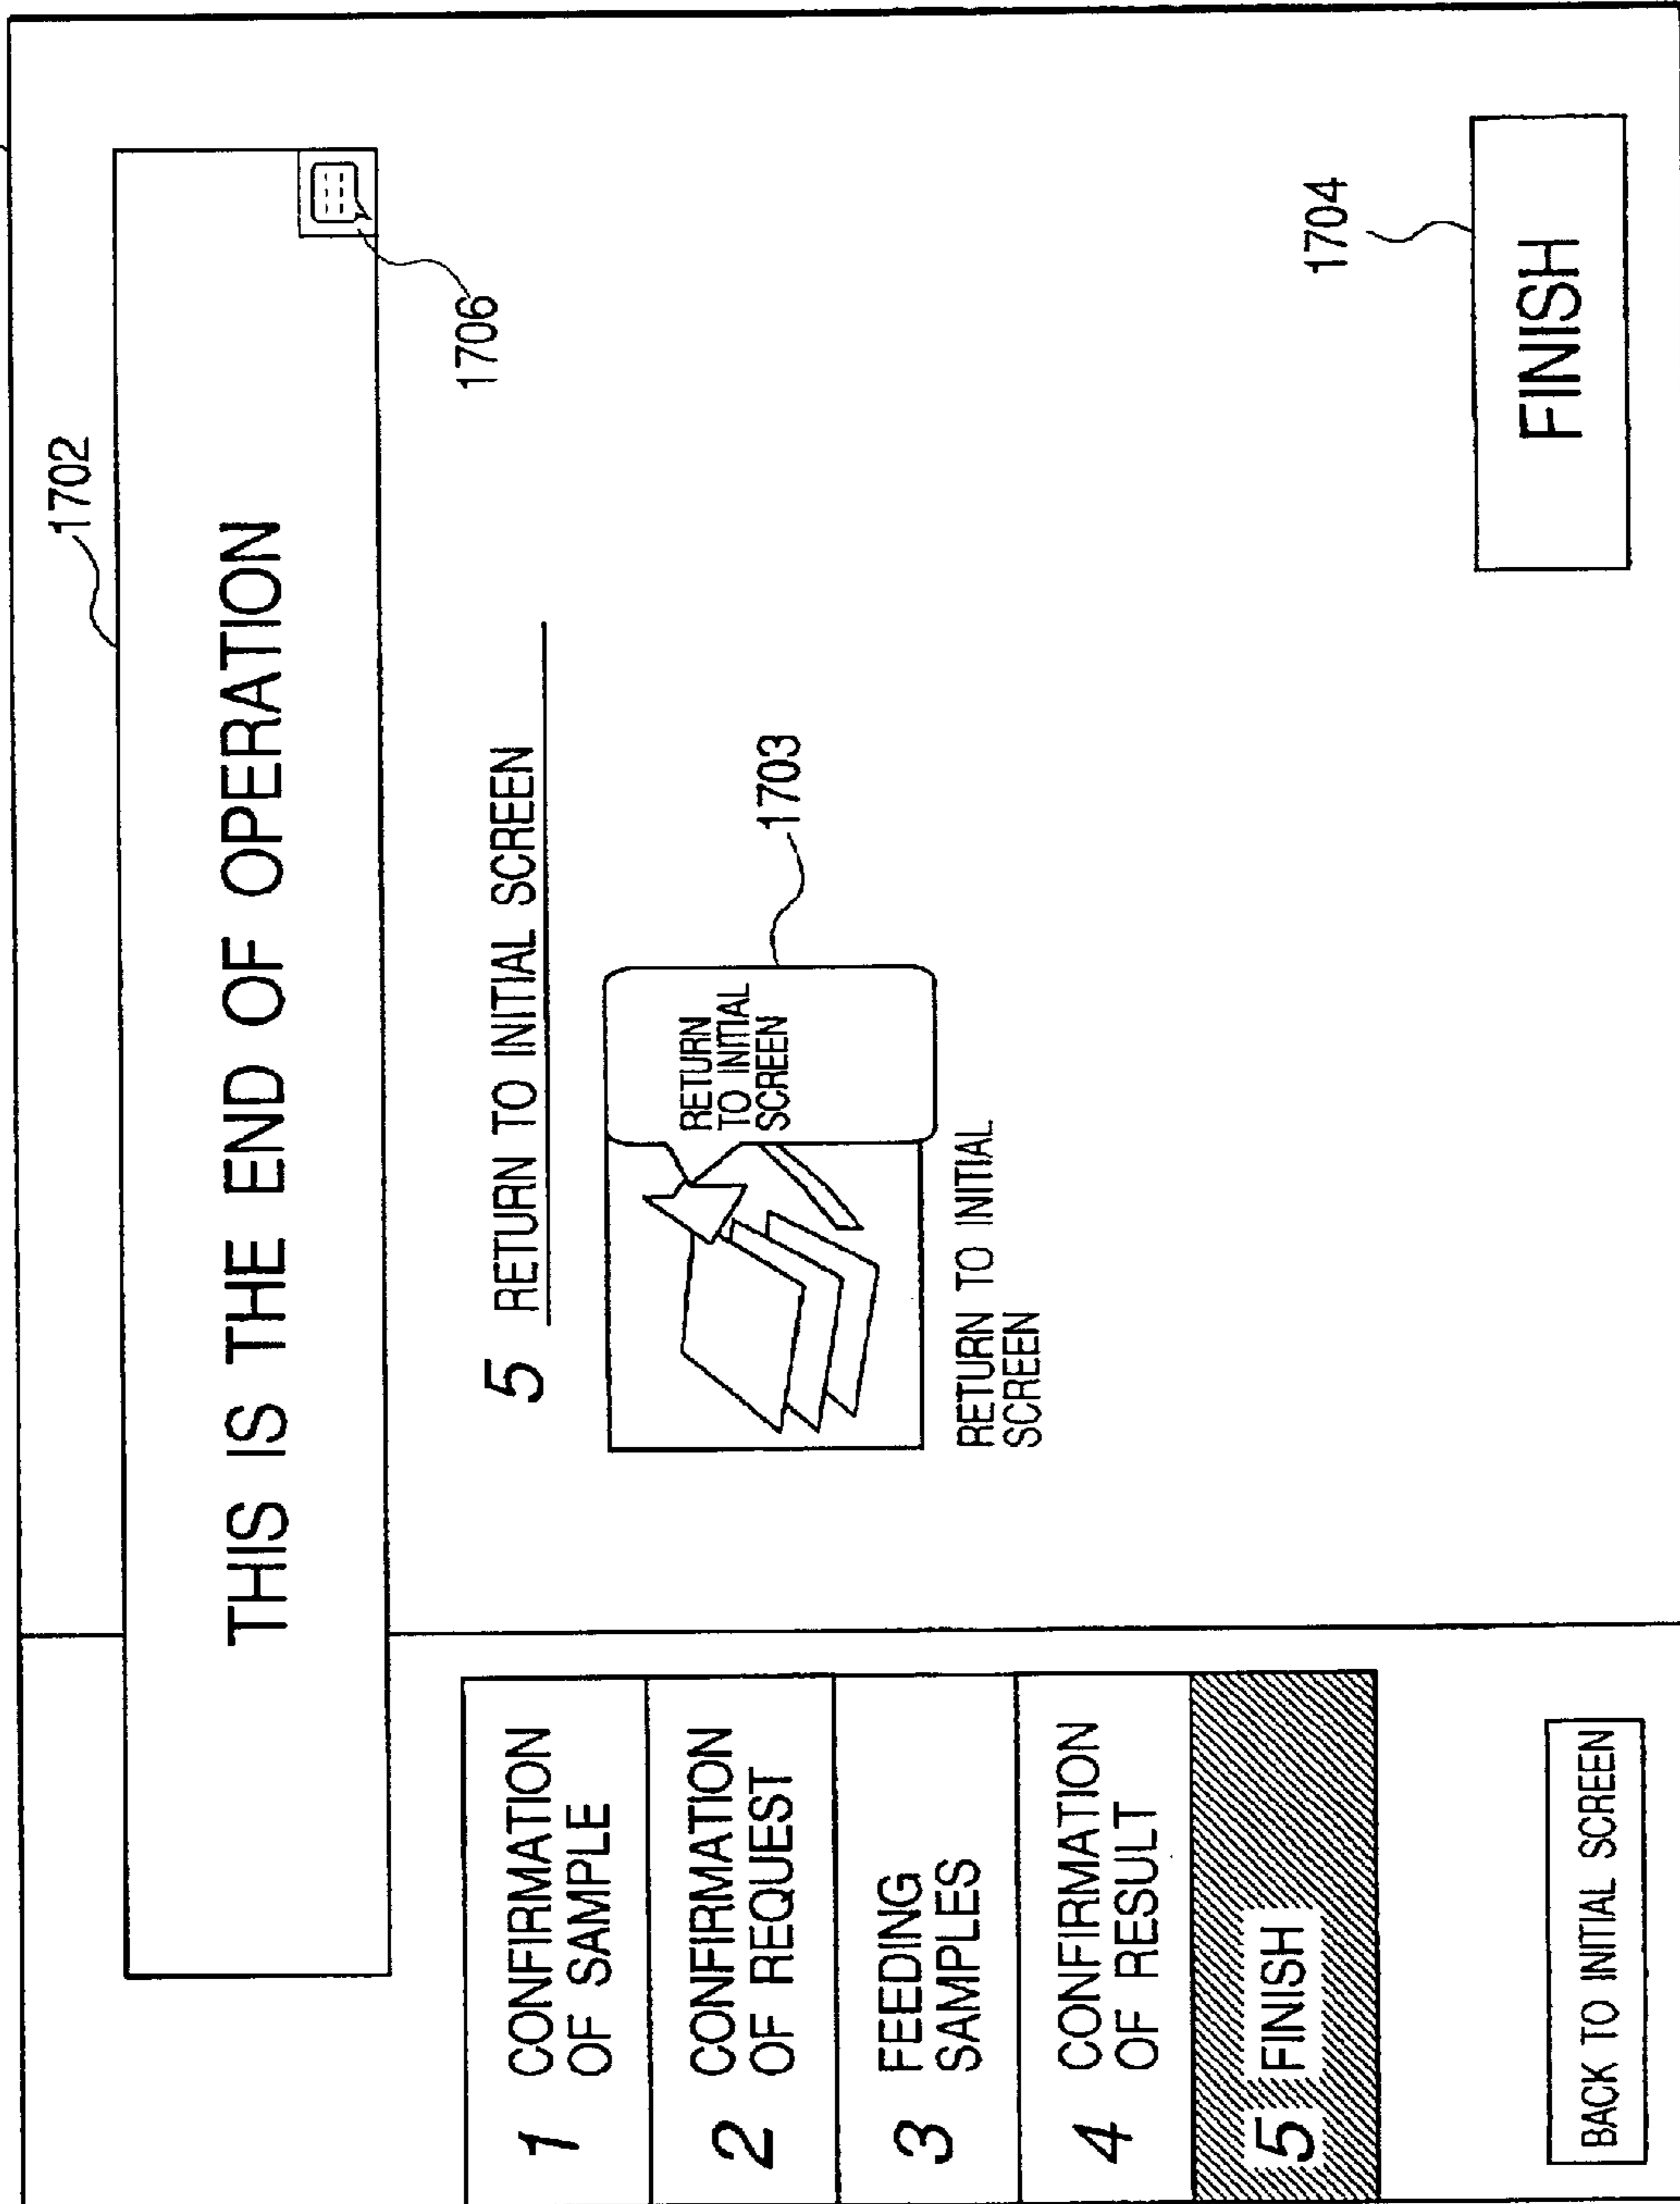 1702
THIS IS THE END OF OPERATION
1706
1 CONFIRMATION
OF SAMPLE
2 CONFIRMATION
OF REQUEST
3 FEEDING
SAMPLES
4 CONFIRMATION
OF RESULT
5 FINISH
BACK TO INITIAL SCREEN
5 RETURN TO INITIAL SCREEN
RETURN
TO INITIAL
SCREEN
1703
RETURN TO INITIAL
SCREEN
1704
FINISH